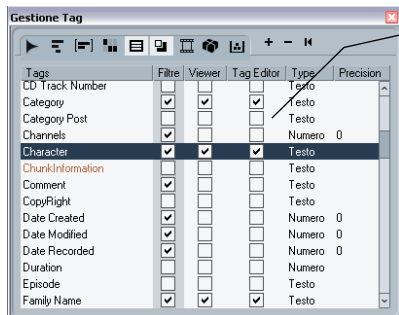 Gestione Tag
Tags Filtre Viewer Tag Editor Type Precision
CD Track Number Testo
Category Testo
Category Post Testo
Channels Numero 0
Character Testo
ChunkInformation Testo
Comment Testo
CopyRight Testo
Date Created Numero 0
Date Modified Numero 0
Date Recorded Numero 0
Duration Numero
Episode Testo
Family Name Testo